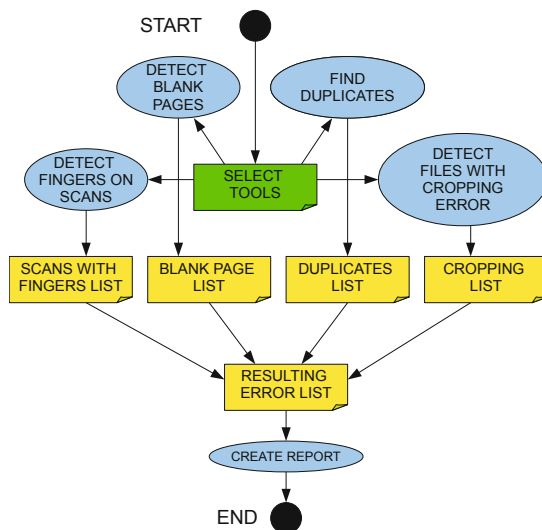 START
DETECT
BLANK
PAGES
FIND
DUPLICATES
DETECT
FINGERS ON
SCANS
SELECT
TOOLS
DETECT
FILES WITH
CROPPING
ERROR
SCANS WITH
FINGERS LIST
BLANK PAGE
LIST
DUPLICATES
LIST
CROPPING
LIST
RESULTING
ERROR LIST
CREATE REPORT
END